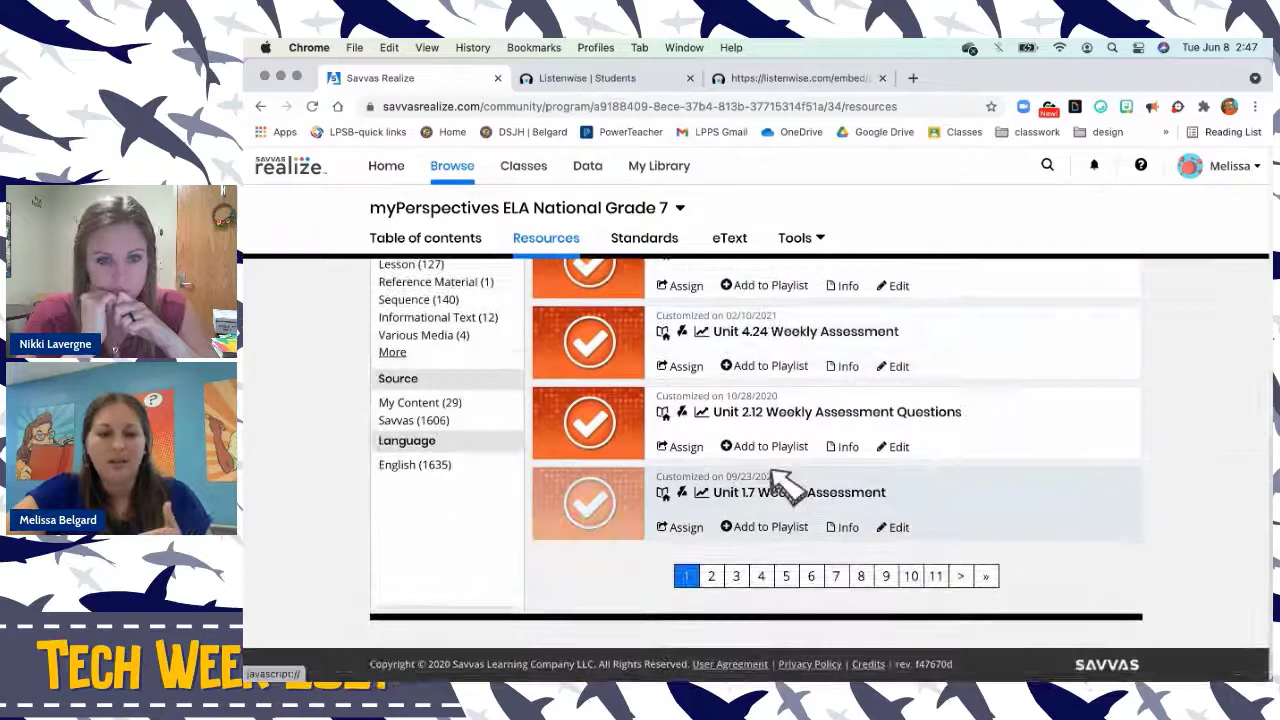 Chrome File Edit View History Bookmarks Profiles Tab Window Help
Tue Jun 8 2:47
Savvas Realize
Listenwise | Students
https://listenwise.com/embed/
savvasrealize.com/community/program/a9188409-8ece-37b4-813b-37715314f51a/34/resources
New!
Apps LPSB-quick links Home DSJH | Belgard PowerTeacher LPPS Gmail OneDrive Google Drive Classes classwork design » Reading List
SAVVAS
realize
Home Browse Classes Data My Library
Melissa
myPerspectives ELA National Grade 7
Table of contents Resources Standards eText Tools
Lesson (127)
Reference Material (1)
Sequence (140)
Informational Text (12)
Various Media (4)
More
Source
My Content (29)
Savvas (1606)
Language
English (1635)
Assign Add to Playlist Info Edit
Customized on 02/10/2021
Unit 4.24 Weekly Assessment
Assign Add to Playlist Info Edit
Customized on 10/28/2020
Unit 2.12 Weekly Assessment Questions
Assign Add to Playlist Info Edit
Customized on 09/23/
Unit 1.7 Assessment
Assign Add to Playlist Info Edit
1 2 3 4 5 6 7 8 9 10 11 > »
Copyright © 2020 Savvas Learning Company LLC. All Rights Reserved. User Agreement | Privacy Policy | Credits | rev. f47670d
SAVVAS
javascript://
Nikki Lavergne
Melissa Belgard
TECH WEE